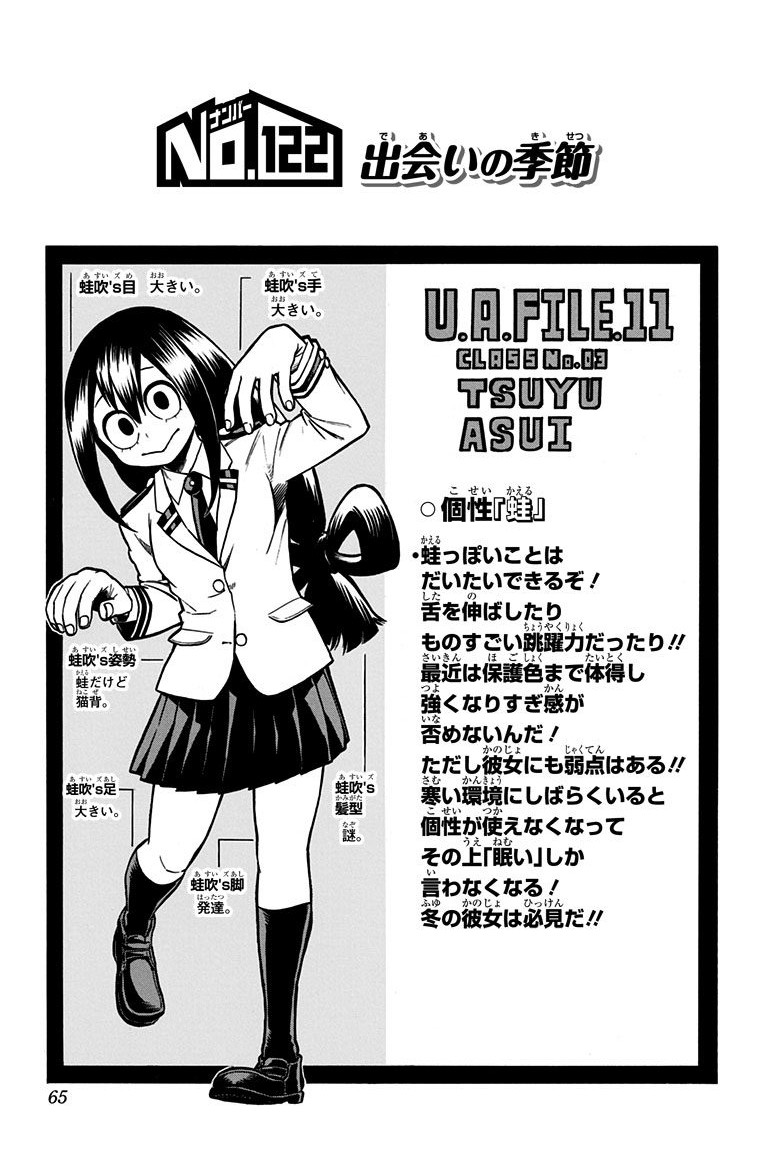 ナンバー
No.122
出会いの季節
蛙吹's目 大きい。
蛙吹's手
大きい。
蛙吹's姿勢
蛙だけど
猫背。
蛙吹's足
大きい。
蛙吹's脚
発達。
蛙吹's
髪型
謎。
U.A.FILE.11
CLASS No.03
TSUYU
ASUI
○個性「蛙」
・蛙っぽいことは
だいたいできるぞ!
舌を伸ばしたり
ものすごい跳躍力だったり!!
最近は保護色まで体得し
強くなりすぎ感が
否めないんだ!
ただし彼女にも弱点はある!!
寒い環境にしばらくいると
個性が使えなくなって
その上「眠い」しか
言わなくなる!
冬の彼女は必見だ!!
65